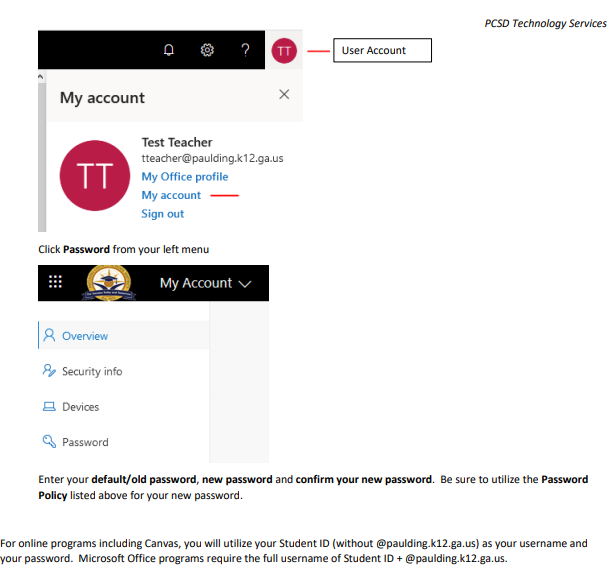 PCSD Technology Services
?
TT
User Account
My account
TT
Test Teacher
tteacher@paulding.k12.ga.us
My Office profile
My account
Sign out
Click Password from your left menu
My Account
Overview
Security info
Devices
Password
Enter your default/old password, new password and confirm your new password. Be sure to utilize the Password
Policy listed above for your new password.
For online programs including Canvas, you will utilize your Student ID (without @paulding.k12.ga.us) as your username and
your password. Microsoft Office programs require the full username of Student ID + @paulding.k12.ga.us.